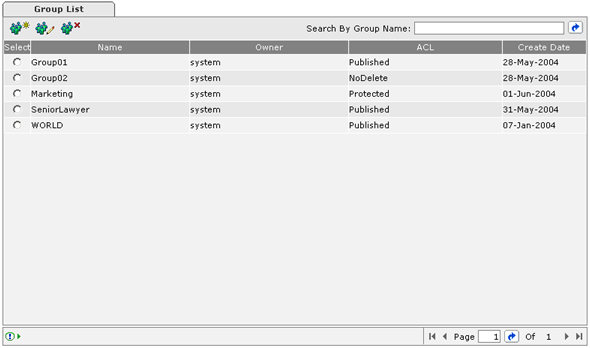 Group List
Search By Group Name:
Select Name Owner ACL Create Date
Group01 system Published 28-May-2004
Group02 system NoDelete 28-May-2004
Marketing system Protected 01-Jun-2004
SeniorLawyer system Published 31-May-2004
WORLD system Published 07-Jan-2004
Page 1 Of 1